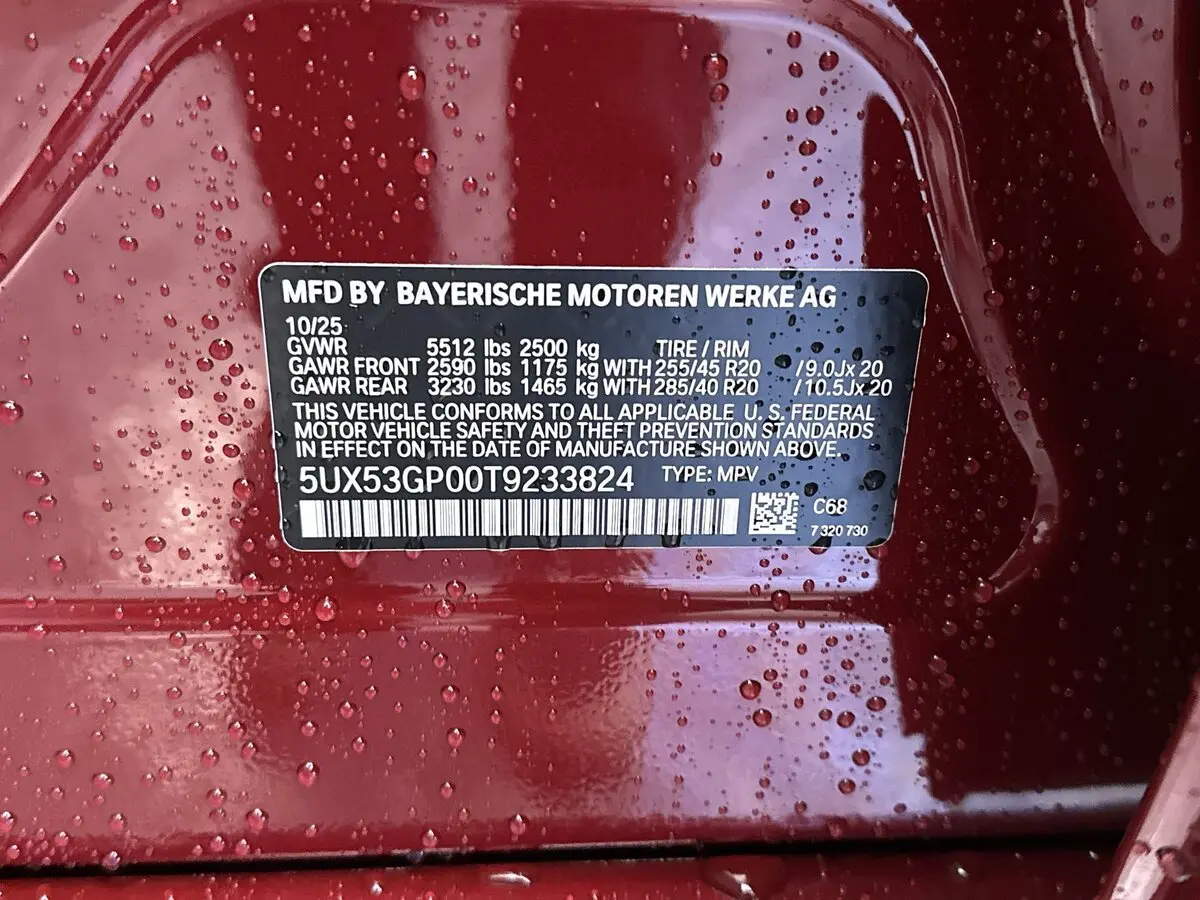 MFD BY BAYERISCHE MOTOREN WERKE AG
10/25
GVWR 5512 lbs 2500 kg TIRE / RIM
GAWR FRONT 2590 lbs 1175 kg WITH 255/45 R20 /9.0Jx 20
GAWR REAR 3230 lbs 1465 kg WITH 285/40 R20 /10.5Jx 20
THIS VEHICLE CONFORMS TO ALL APPLICABLE U. S. FEDERAL
MOTOR VEHICLE SAFETY AND THEFT PREVENTION STANDARDS
IN EFFECT ON THE DATE OF MANUFACTURE SHOWN ABOVE.
5UX53GP00T9233824 TYPE: MPV
C68
7 320 730